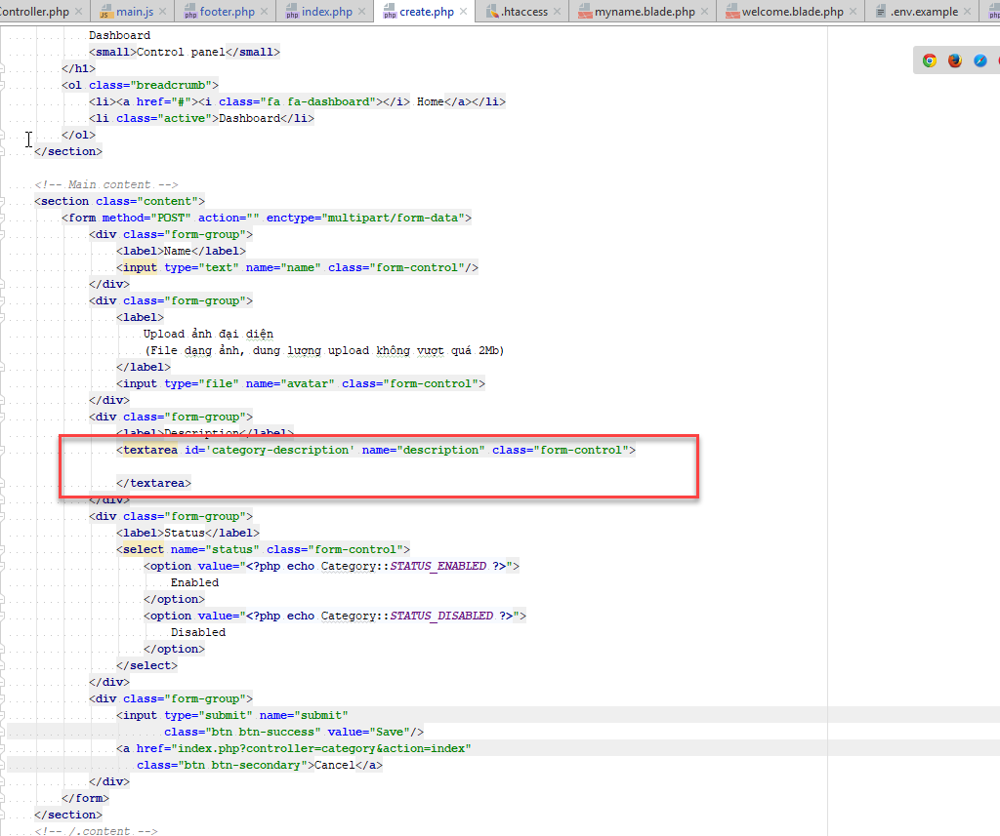 Controller.php
main.js
footer.php
index.php
create.php
.htaccess
myname.blade.php
welcome.blade.php
.env.example
Dashboard
<small>Control panel</small>
</h1>
<ol class="breadcrumb">
<li><a href="#"><i class="fa fa-dashboard"></i> Home</a></li>
<li class="active">Dashboard</li>
</ol>
</section>
<!-- Main content -->
<section class="content">
<form method="POST" action="" enctype="multipart/form-data">
<div class="form-group">
<label>Name</label>
<input type="text" name="name" class="form-control"/>
</div>
<div class="form-group">
<label>
Upload ảnh đại diện
(File dạng ảnh, dung lượng upload không vượt quá 2Mb)
</label>
<input type="file" name="avatar" class="form-control">
</div>
<div class="form-group">
<label>Description</label>
<textarea id='category-description' name="description" class="form-control">
</textarea>
</div>
<div class="form-group">
<label>Status</label>
<select name="status" class="form-control">
<option value="<?php echo Category::STATUS_ENABLED ?>">
Enabled
</option>
<option value="<?php echo Category::STATUS_DISABLED ?>">
Disabled
</option>
</select>
</div>
<div class="form-group">
<input type="submit" name="submit"
class="btn btn-success" value="Save"/>
<a href="index.php?controller=category&action=index"
class="btn btn-secondary">Cancel</a>
</div>
</form>
</section>
<!-- /.content -->